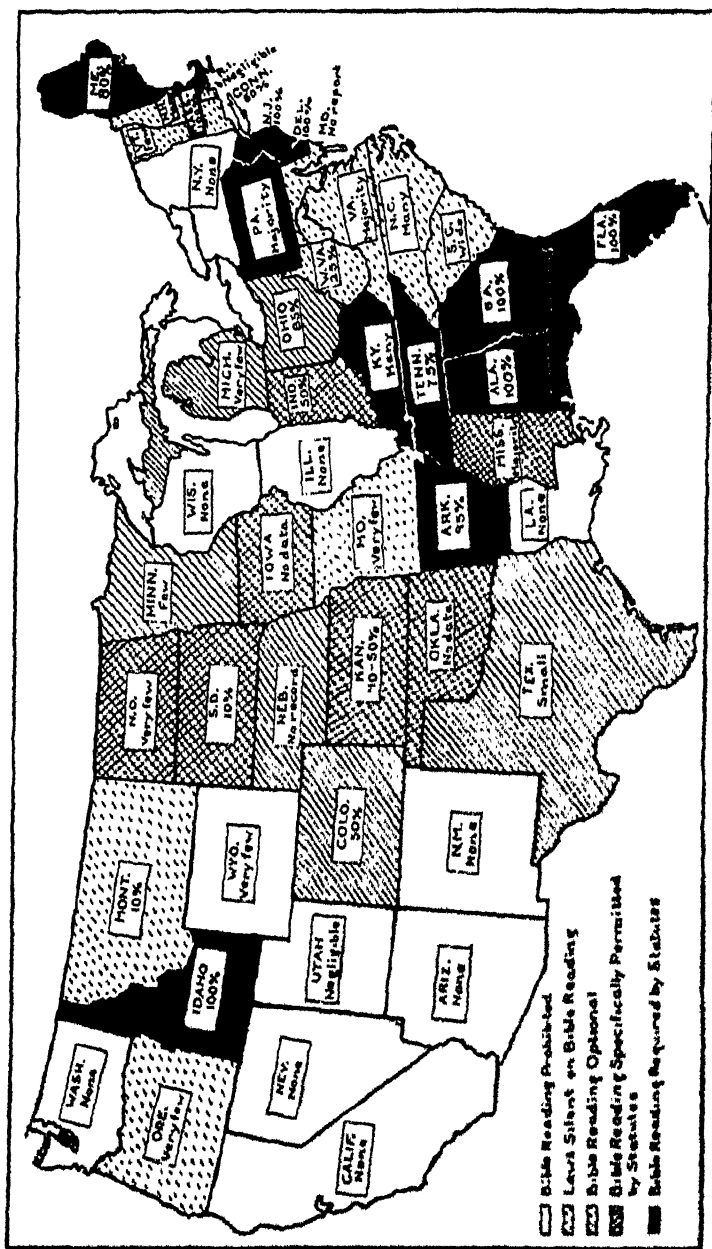 WASH.
None
ORE.
Very few
CALIF.
None
NEV.
None
IDAHO
100%
MONT.
10%
WYO.
Very few
UTAH
Negligible
ARIZ.
None
COLO.
50%
N.M.
None
N.D.
Very few
S.D.
10%
NEB.
No record
KAN.
40-50%
OKLA.
No data
TEX.
Small
MINN.
Few
IOWA
No data
MO.
Very few
ARK.
95%
LA.
None
WIS.
None
ILL.
None
MICH.
Very few
IND.
50%
OHIO
85%
KY.
Many
TENN.
75%
MISS.
ALA.
100%
GA.
100%
FLA.
100%
S.C.
Wide
N.C.
Many
VA.
Majority
W.VA.
25%
PA.
Majority
N.Y.
None
ME.
80%
R.I.
Negligible
CONN.
N.J.
100%
DEL.
100%
MD.
No report
Bible Reading Prohibited
Laws Silent on Bible Reading
Bible Reading Optional
Bible Reading Specifically Permitted
by Statutes
Bible Reading Required by Statutes